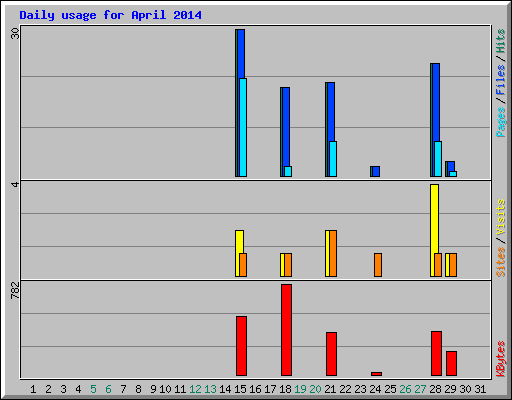 Daily usage for April 2014
30
4
782
Pages / Files / Hits
Sites / Visits
KBytes
1 2 3 4 5 6 7 8 9 10 11 12 13 14 15 16 17 18 19 20 21 22 23 24 25 26 27 28 29 30 31